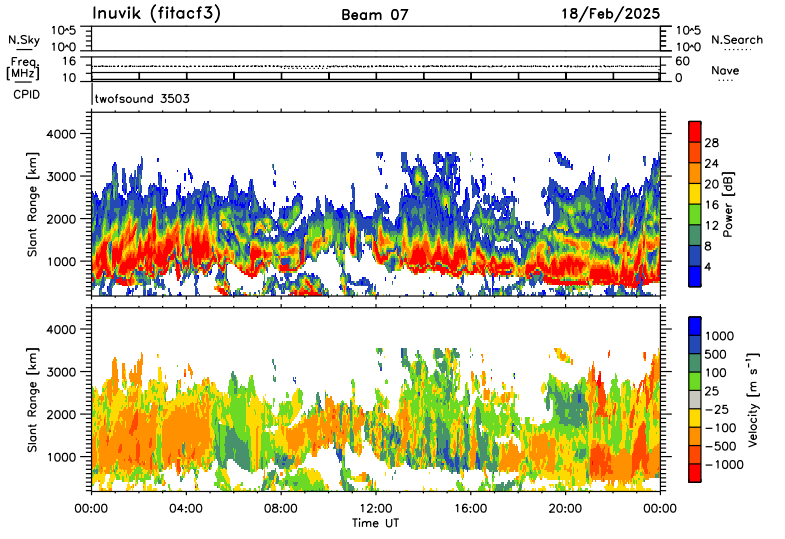 Inuvik (fitacf3)
Beam 07
18/Feb/2025
N.Sky
10^5
10^0
10^5
10^0
N.Search
Freq.
[MHz]
16
10
60
0
Nave
CPID
twofsound 3503
Slant Range [km]
4000
3000
2000
1000
28
24
20
16
12
8
4
Power [dB]
Slant Range [km]
4000
3000
2000
1000
1000
500
100
25
-25
-100
-500
-1000
Velocity [m s⁻¹]
00:00
04:00
08:00
12:00
16:00
20:00
00:00
Time UT